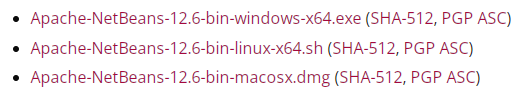 Apache-NetBeans-12.6-bin-windows-x64.exe (SHA-512, PGP ASC)
Apache-NetBeans-12.6-bin-linux-x64.sh (SHA-512, PGP ASC)
Apache-NetBeans-12.6-bin-macosx.dmg (SHA-512, PGP ASC)